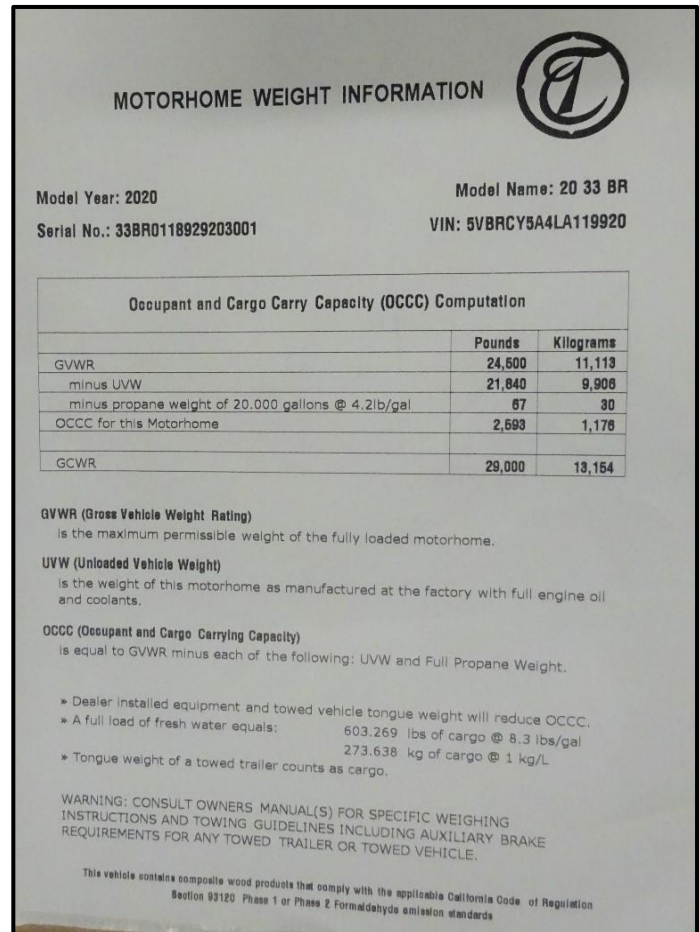 MOTORHOME WEIGHT INFORMATION
Model Year: 2020
Model Name: 20 33 BR
Serial No.: 33BR0118929203001
VIN: 5VBRCY5A4LA119920
Occupant and Cargo Carry Capacity (OCCC) Computation
Pounds Kilograms
GVWR 24,500 11,113
minus UVW 21,840 9,906
minus propane weight of 20.000 gallons @ 4.2lb/gal 67 30
OCCC for this Motorhome 2,593 1,176
GCWR 29,000 13,154
GVWR (Gross Vehicle Weight Rating)
is the maximum permissible weight of the fully loaded motorhome.
UVW (Unloaded Vehicle Weight)
is the weight of this motorhome as manufactured at the factory with full engine oil
and coolants.
OCCC (Occupant and Cargo Carrying Capacity)
is equal to GVWR minus each of the following: UVW and Full Propane Weight.
» Dealer installed equipment and towed vehicle tongue weight will reduce OCCC.
» A full load of fresh water equals: 603.269 lbs of cargo @ 8.3 lbs/gal
273.638 kg of cargo @ 1 kg/L
» Tongue weight of a towed trailer counts as cargo.
WARNING: CONSULT OWNERS MANUAL(S) FOR SPECIFIC WEIGHING
INSTRUCTIONS AND TOWING GUIDELINES INCLUDING AUXILIARY BRAKE
REQUIREMENTS FOR ANY TOWED TRAILER OR TOWED VEHICLE.
This vehicle contains composite wood products that comply with the applicable California Code of Regulation
Section 93120 Phase 1 or Phase 2 Formaldehyde emission standards